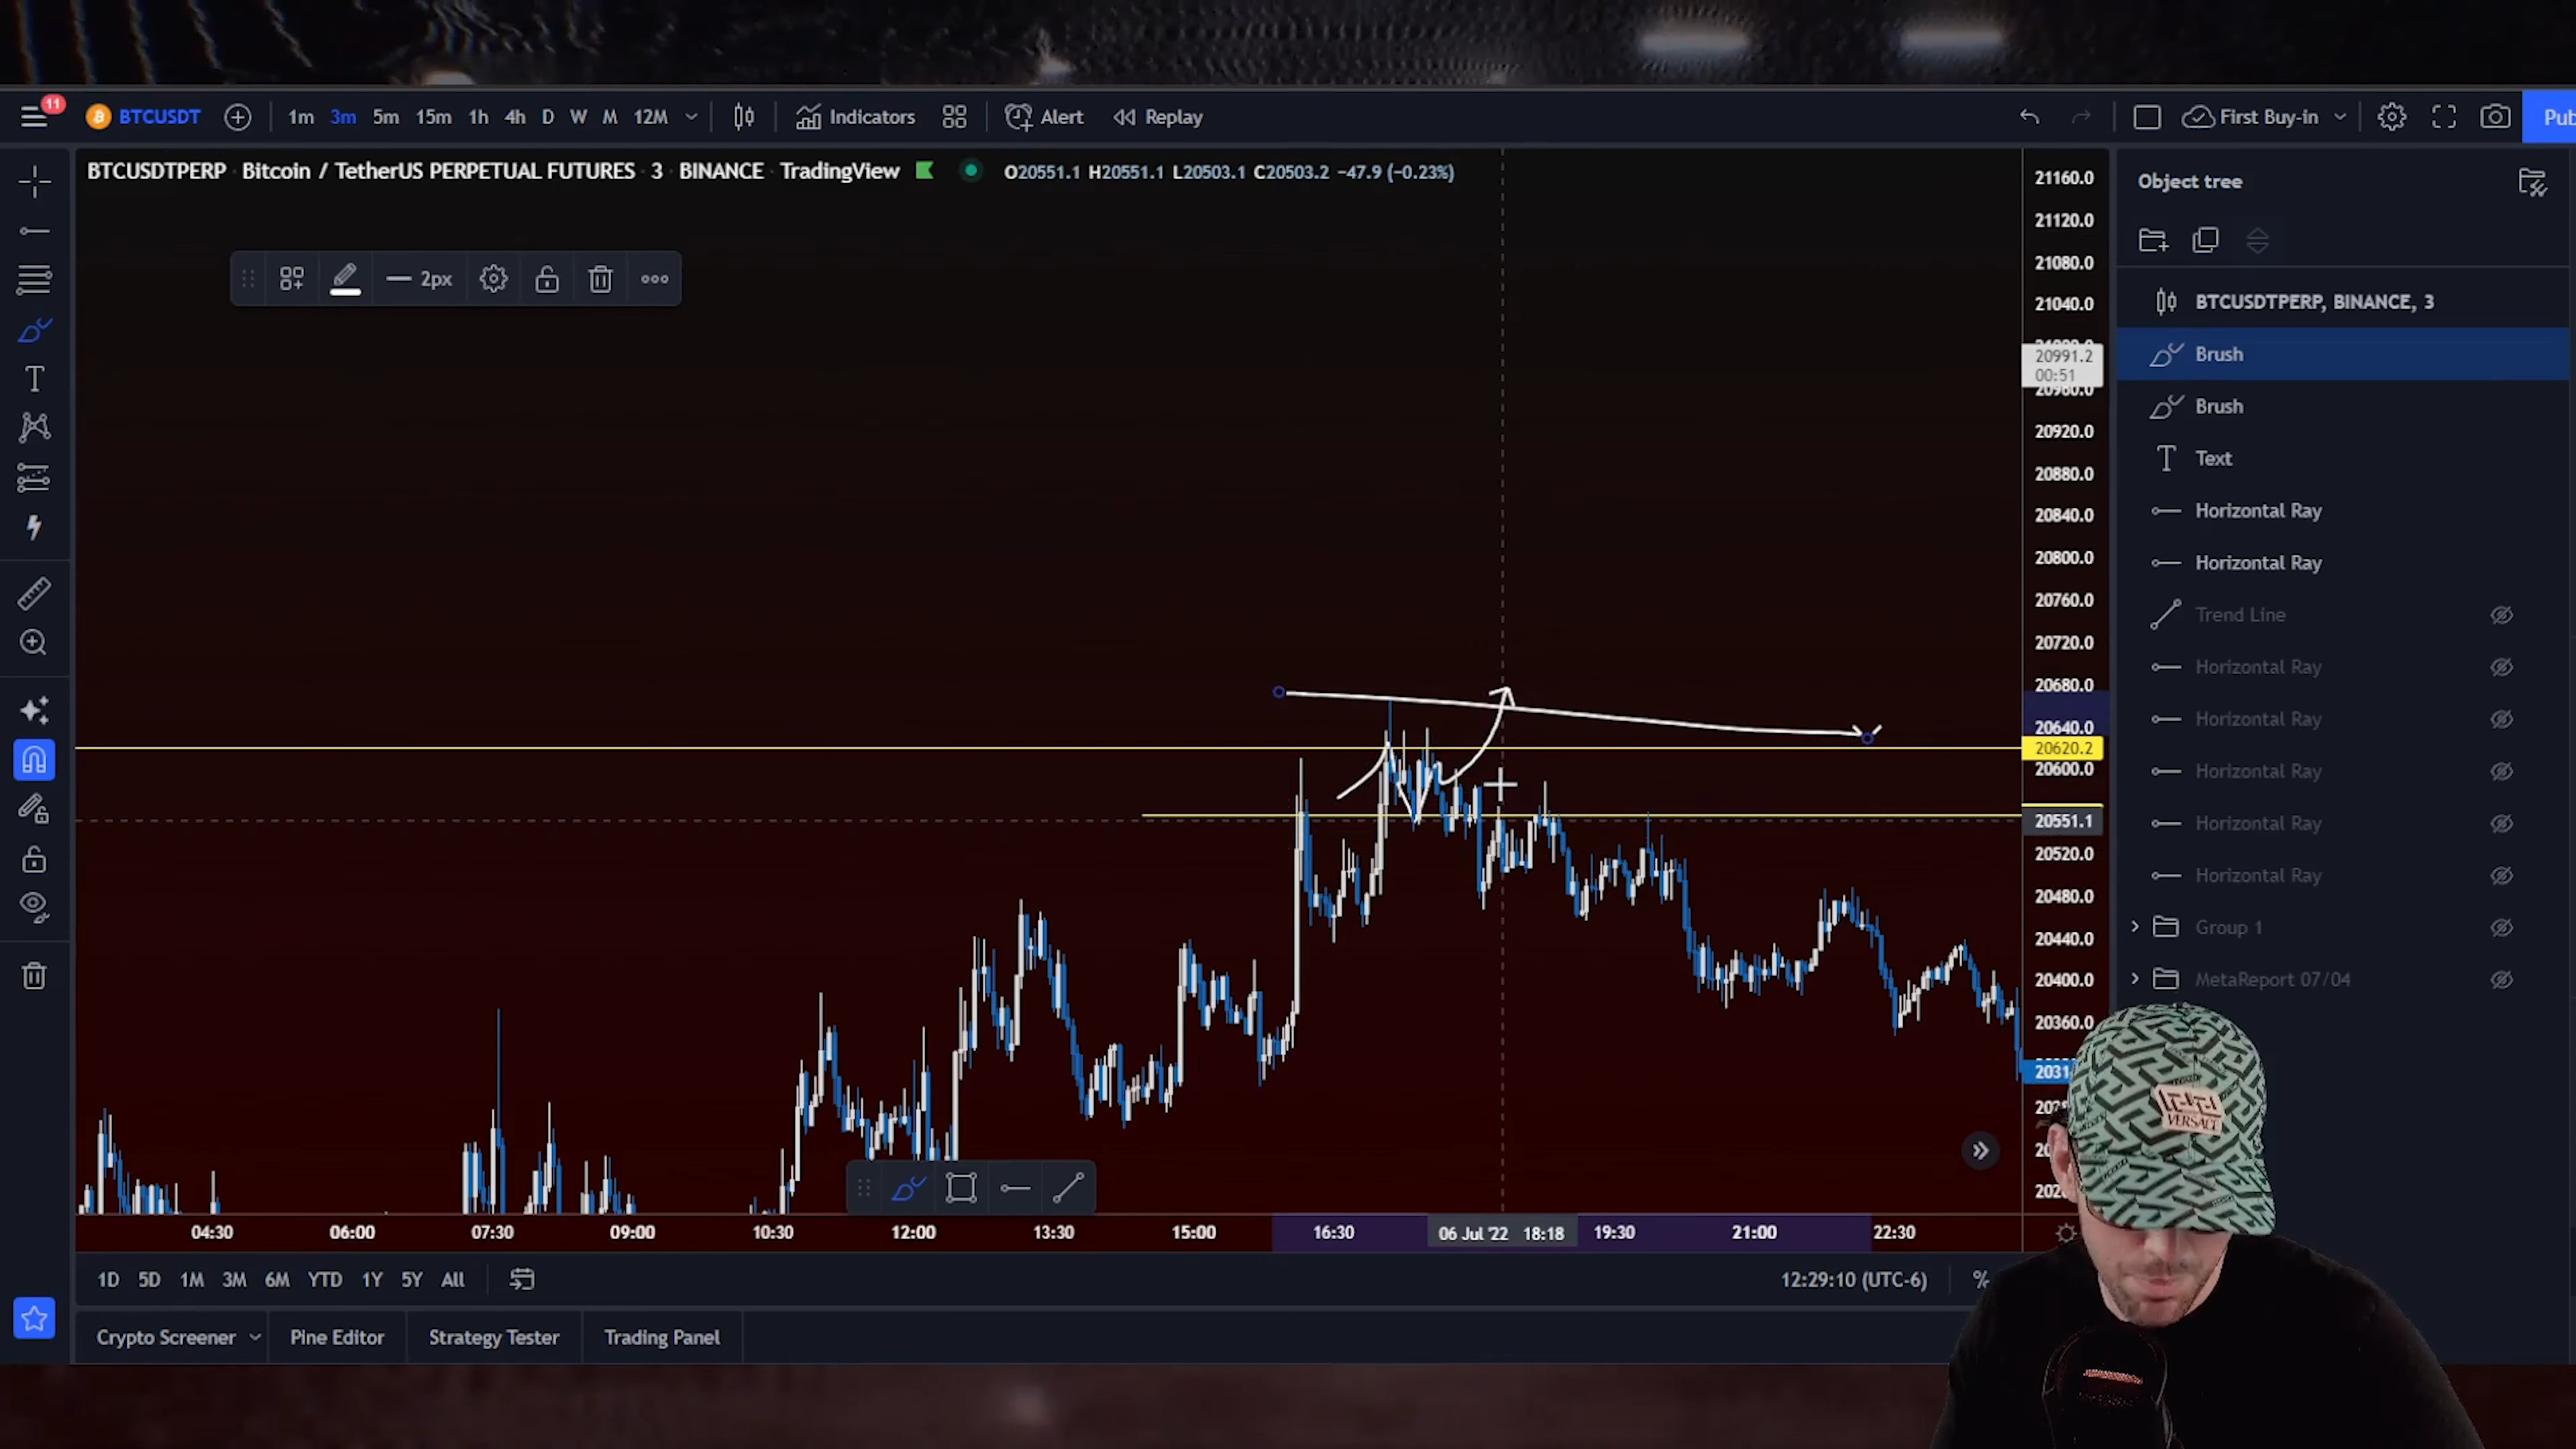 11
BTCUSDT 1m 3m 5m 15m 1h 4h D W M 12M Indicators Alert Replay First Buy-in Pub
BTCUSDTPERP · Bitcoin / TetherUS PERPETUAL FUTURES · 3 · BINANCE · TradingView O20551.1 H20551.1 L20503.1 C20503.2 −47.9 (−0.23%)
2px
21160.0
21120.0
21080.0
21040.0
20991.2
00:51
20920.0
20880.0
20840.0
20800.0
20760.0
20720.0
20680.0
20640.0
20620.2
20600.0
20551.1
20520.0
20480.0
20440.0
20400.0
20360.0
2031
Object tree
BTCUSDTPERP, BINANCE, 3
Brush
Brush
Text
Horizontal Ray
Horizontal Ray
Trend Line
Horizontal Ray
Horizontal Ray
Horizontal Ray
Horizontal Ray
Horizontal Ray
Group 1
MetaReport 07/04
VERSACE
04:30 06:00 07:30 09:00 10:30 12:00 13:30 15:00 16:30 06 Jul '22 18:18 19:30 21:00 22:30
1D 5D 1M 3M 6M YTD 1Y 5Y All 12:29:10 (UTC-6) %
Crypto Screener Pine Editor Strategy Tester Trading Panel